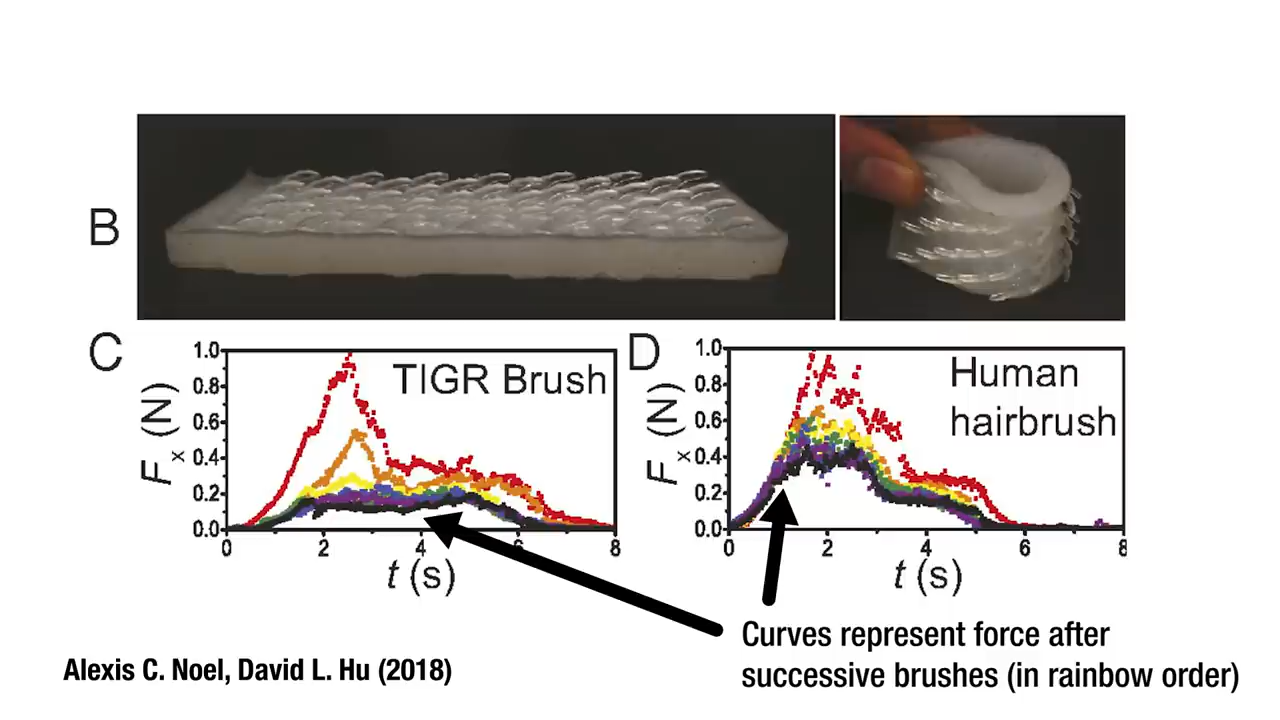 B
C
1.0
0.8
0.6
0.4
0.2
0.0
Fx (N)
TIGR Brush
0 2 4 6 8
t (s)
D
1.0
0.8
0.6
0.4
0.2
0.0
Fx (N)
Human
hairbrush
0 2 4 6 8
t (s)
Curves represent force after
successive brushes (in rainbow order)
Alexis C. Noel, David L. Hu (2018)